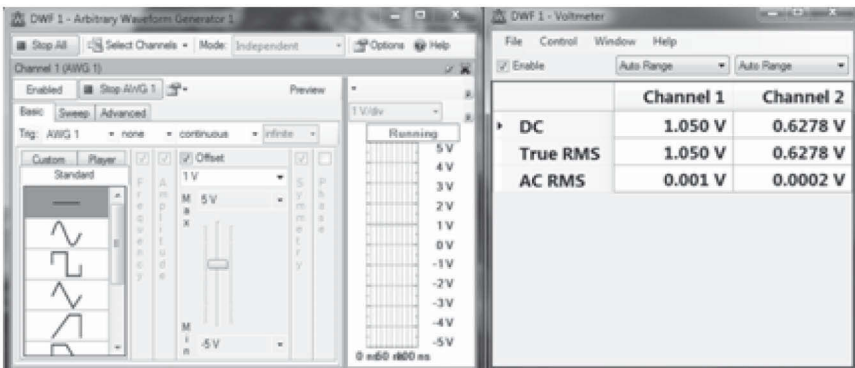 DWF 1 - Arbitrary Waveform Generator 1
Stop All Select Channels Mode: Independent Options Help
Channel 1 (AWG 1)
Enabled Stop AWG 1 Preview
Basic Sweep Advanced
Trig: AWG 1 none continuous infinite
Custom Player
Standard
Frequency
Amplitude
Offset
1 V
Max 5 V
Min -5 V
Symmetry
Phase
1 V/div
Running
5 V
4 V
3 V
2 V
1 V
0 V
-1 V
-2 V
-3 V
-4 V
-5 V
DWF 1 - Voltmeter
File Control Window Help
Enable Auto Range Auto Range
Channel 1 Channel 2
DC 1.050 V 0.6278 V
True RMS 1.050 V 0.6278 V
AC RMS 0.001 V 0.0002 V